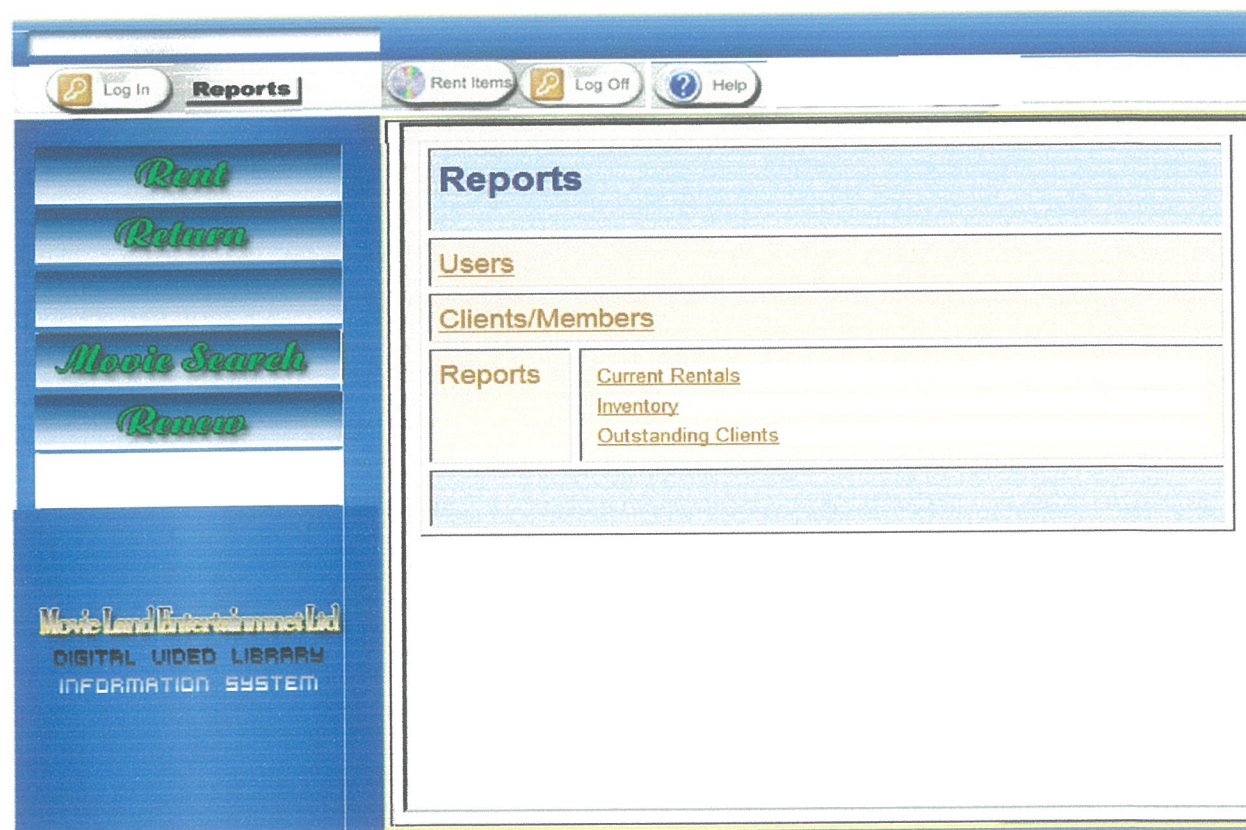 Log In Reports Rent Items Log Off Help
Rent
Return
Movie Search
Renew
Movie Land Entertainmnet Ltd
DIGITAL VIDEO LIBRARY
INFORMATION SYSTEM
Reports
Users
Clients/Members
Reports
Current Rentals
Inventory
Outstanding Clients